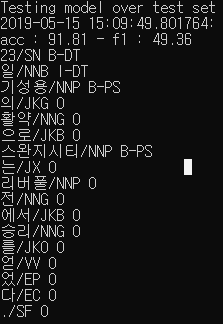 Testing model over test set
2019-05-15 15:09:49.801764:
acc : 91.81 - f1 : 49.36
23/SN B-DT
일/NNB I-DT
기성용/NNP B-PS
의/JKG O
활약/NNG O
으로/JKB O
스완지시티/NNP B-PS
는/JX O
리버풀/NNP O
전/NNG O
에서/JKB O
승리/NNG O
를/JKO O
얻/VV O
었/EP O
다/EC O
./SF O